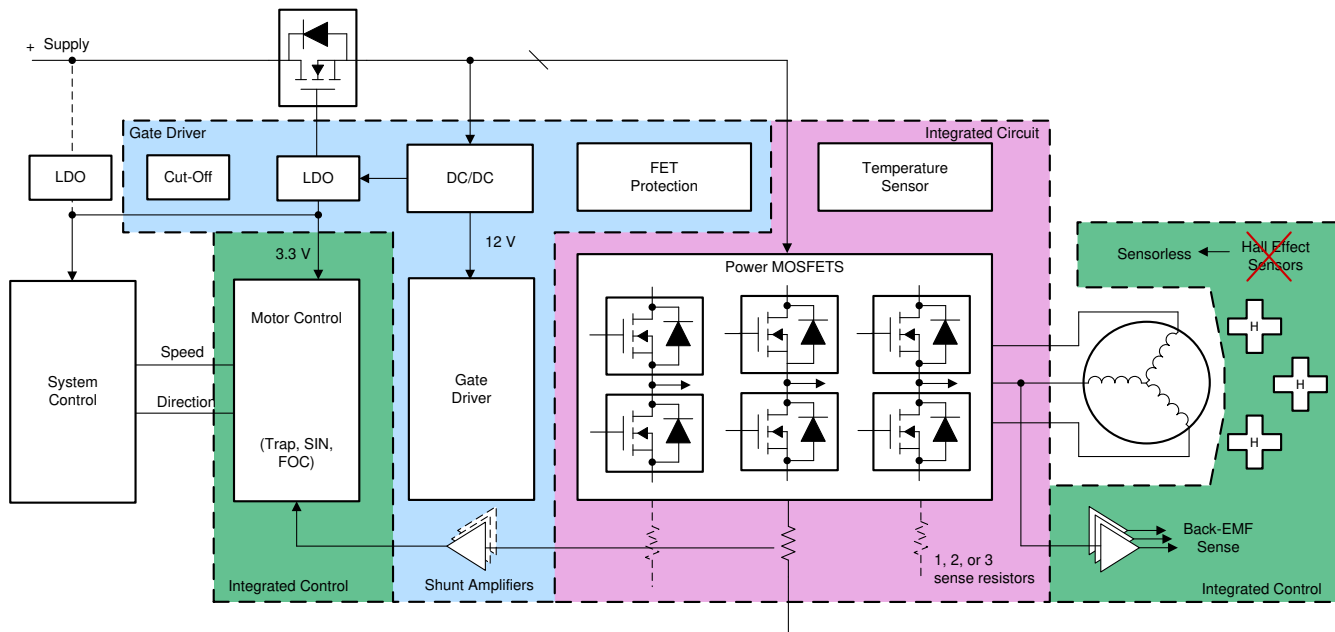 + Supply
Gate Driver
Integrated Circuit
LDO
Cut-Off
LDO
DC/DC
FET
Protection
Temperature
Sensor
3.3 V
12 V
Power MOSFETS
Sensorless
Hall Effect
Sensors
Motor Control
(Trap, SIN,
FOC)
Speed
Direction
System
Control
Gate
Driver
H
H
H
1, 2, or 3
sense resistors
Back-EMF
Sense
Integrated Control
Shunt Amplifiers
Integrated Control